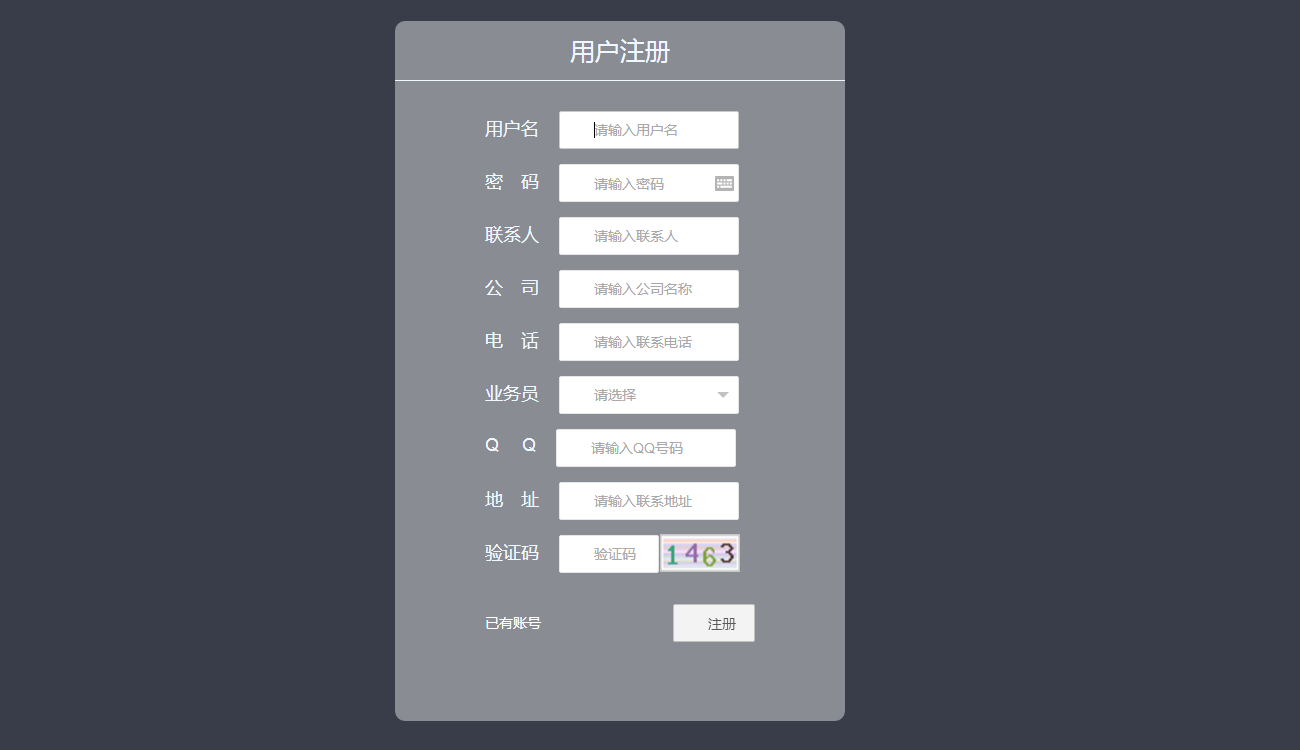 用户注册
用户名 请输入用户名
密 码 请输入密码
联系人 请输入联系人
公 司 请输入公司名称
电 话 请输入联系电话
业务员 请选择
Q Q 请输入QQ号码
地 址 请输入联系地址
验证码 验证码 1463
已有账号 注册